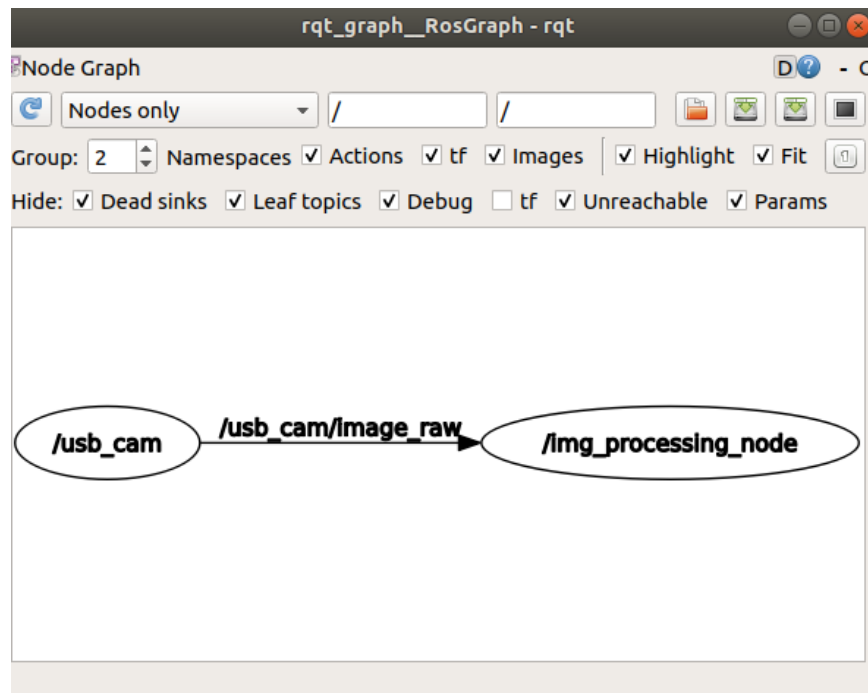 rqt_graph__RosGraph - rqt
Node Graph D ? - C
Nodes only / /
Group: 2 Namespaces Actions tf Images Highlight Fit
Hide: Dead sinks Leaf topics Debug tf Unreachable Params
/usb_cam /usb_cam/image_raw /img_processing_node